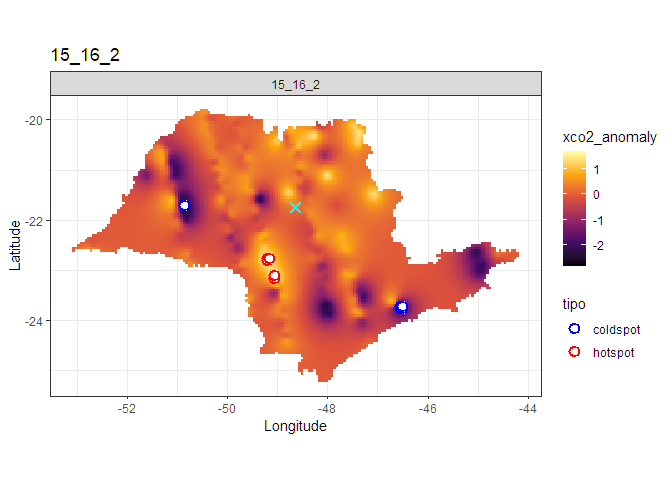 15_16_2
15_16_2
-20
-22
-24
Latitude
-52
-50
-48
-46
-44
Longitude
xco2_anomaly
1
0
-1
-2
tipo
coldspot
hotspot